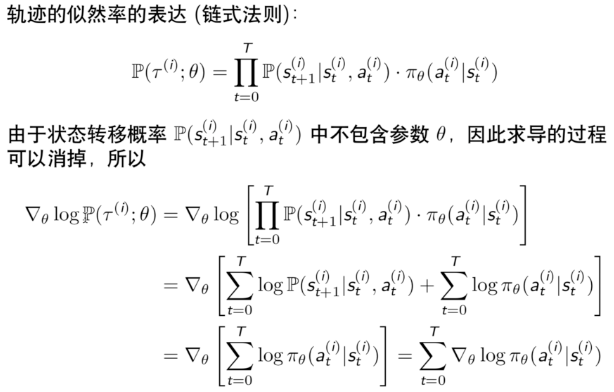 轨迹的似然率的表达 (链式法则)：
$$\mathbb{P}(\tau^{(i)};\theta) = \prod_{t=0}^{T} \mathbb{P}(s_{t+1}^{(i)}|s_t^{(i)}, a_t^{(i)}) \cdot \pi_\theta(a_t^{(i)}|s_t^{(i)})$$
由于状态转移概率 $\mathbb{P}(s_{t+1}^{(i)}|s_t^{(i)}, a_t^{(i)})$ 中不包含参数 $\theta$，因此求导的过程
可以消掉，所以
$$\nabla_\theta \log \mathbb{P}(\tau^{(i)};\theta) = \nabla_\theta \log \left[ \prod_{t=0}^{T} \mathbb{P}(s_{t+1}^{(i)}|s_t^{(i)}, a_t^{(i)}) \cdot \pi_\theta(a_t^{(i)}|s_t^{(i)}) \right]$$
$$= \nabla_\theta \left[ \sum_{t=0}^{T} \log \mathbb{P}(s_{t+1}^{(i)}|s_t^{(i)}, a_t^{(i)}) + \sum_{t=0}^{T} \log \pi_\theta(a_t^{(i)}|s_t^{(i)}) \right]$$
$$= \nabla_\theta \left[ \sum_{t=0}^{T} \log \pi_\theta(a_t^{(i)}|s_t^{(i)}) \right] = \sum_{t=0}^{T} \nabla_\theta \log \pi_\theta(a_t^{(i)}|s_t^{(i)})$$